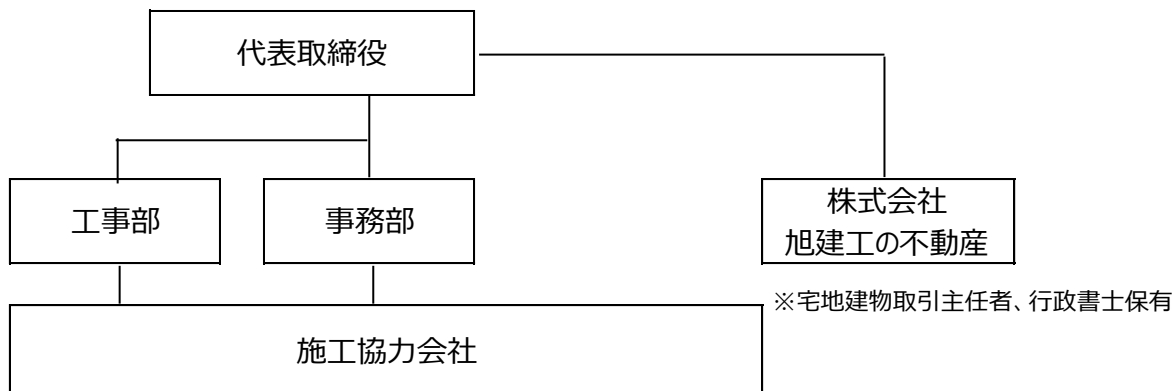 代表取締役
工事部
事務部
株式会社
旭建工の不動産
※宅地建物取引主任者、行政書士保有
施工協力会社